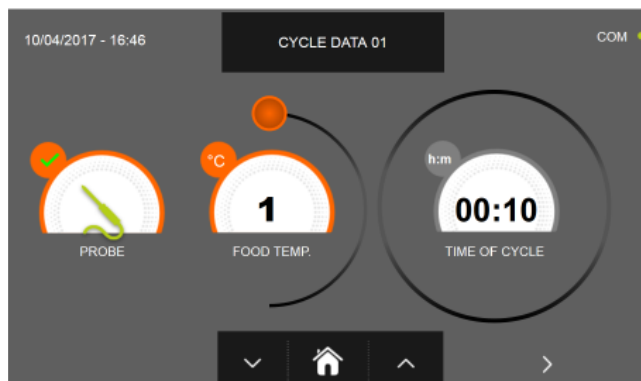 10/04/2017 - 16:46
CYCLE DATA 01
COM
°C
h:m
1
00:10
PROBE
FOOD TEMP.
TIME OF CYCLE